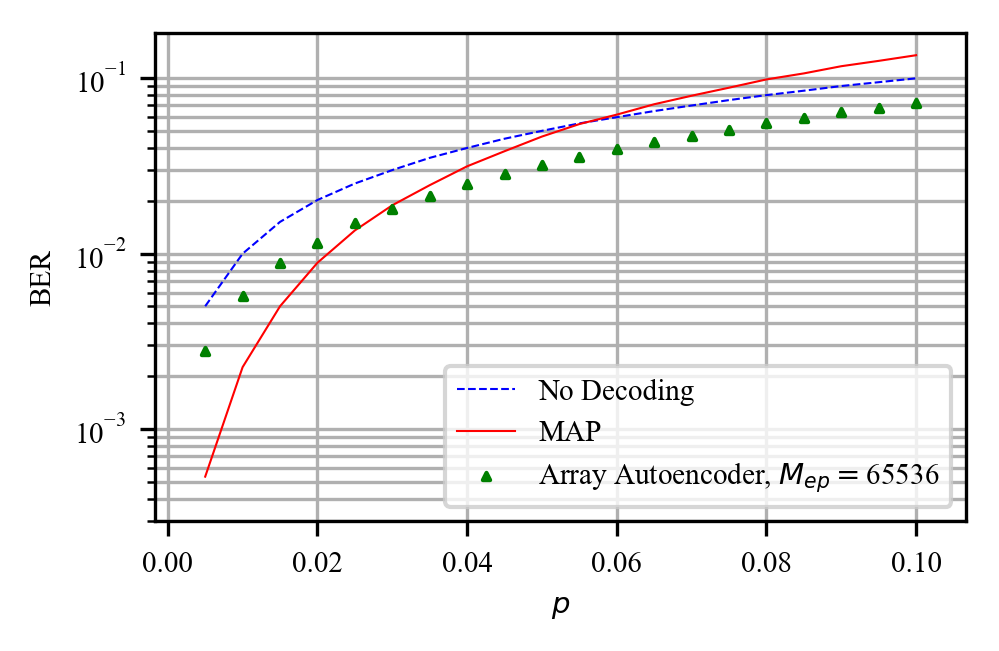 10⁻¹
10⁻²
10⁻³
BER
No Decoding
MAP
Array Autoencoder, Mₑₚ = 65536
0.00 0.02 0.04 0.06 0.08 0.10
p